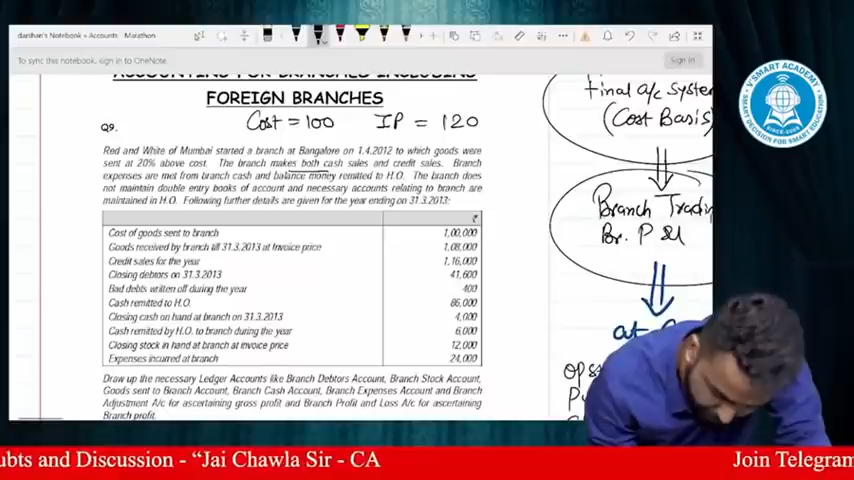 darshan's Notebook » Accounts - Marathon
To sync this notebook, sign in to OneNote.
Sign in
ACCOUNTING FOR BRANCHES INCLUDING
FOREIGN BRANCHES
Cost = 100 IP = 120
Q9.
Red and White of Mumbai started a branch at Bangalore on 1.4.2012 to which goods were
sent at 20% above cost. The branch makes both cash sales and credit sales. Branch
expenses are met from branch cash and balance money remitted to H.O. The branch does
not maintain double entry books of account and necessary accounts relating to branch are
maintained in H.O. Following further details are given for the year ending on 31.3.2013:
₹
Cost of goods sent to branch 1,00,000
Goods received by branch till 31.3.2013 at Invoice price 1,08,000
Credit sales for the year 1,16,000
Closing debtors on 31.3.2013 41,600
Bad debts written off during the year 400
Cash remitted to H.O. 86,000
Closing cash on hand at branch on 31.3.2013 4,000
Cash remitted by H.O. to branch during the year 6,000
Closing stock in hand at branch at invoice price 12,000
Expenses incurred at branch 24,000
Draw up the necessary Ledger Accounts like Branch Debtors Account, Branch Stock Account,
Goods sent to Branch Account, Branch Cash Account, Branch Expenses Account and Branch
Adjustment A/c for ascertaining gross profit and Branch Profit and Loss A/c for ascertaining
Branch profit.
final a/c System
(Cost Basis)
Branch Tradin
Br. P
at
V'SMART ACADEMY
SMART DECISION FOR SMART EDUCATION
SINCE-2008
ubts and Discussion - “Jai Chawla Sir - CA
Join Telegram